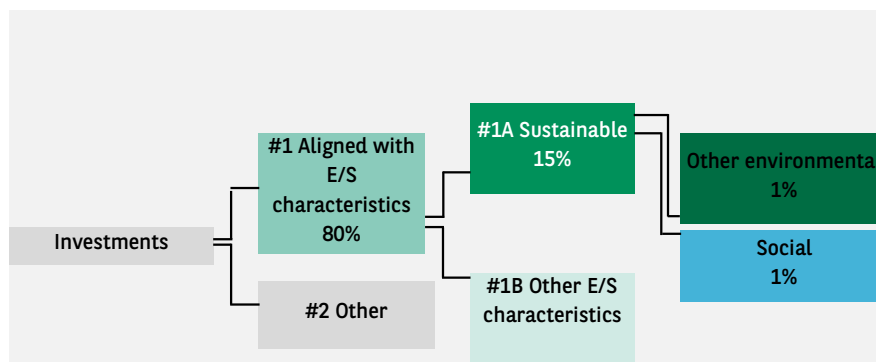 Investments
#1 Aligned with
E/S
characteristics
80%
#2 Other
#1A Sustainable
15%
#1B Other E/S
characteristics
Other environmenta
1%
Social
1%